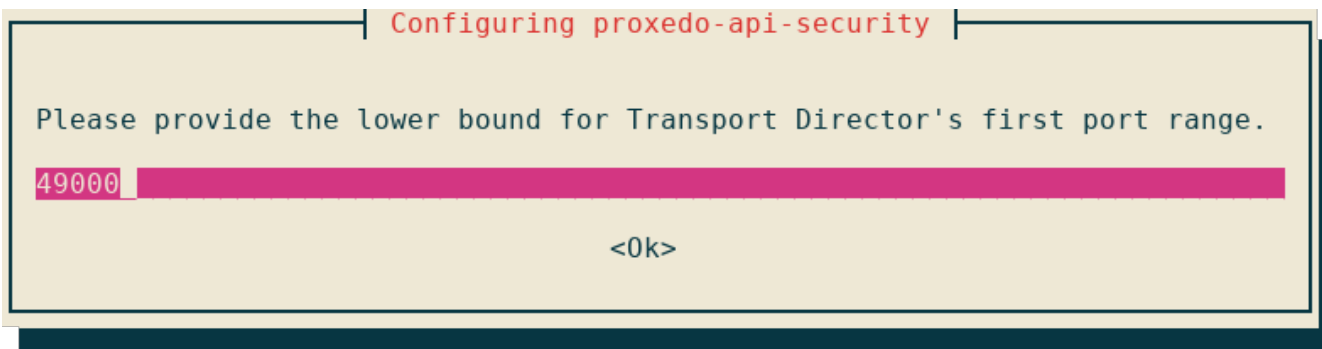 Configuring proxedo-api-security
Please provide the lower bound for Transport Director's first port range.
49000
<Ok>